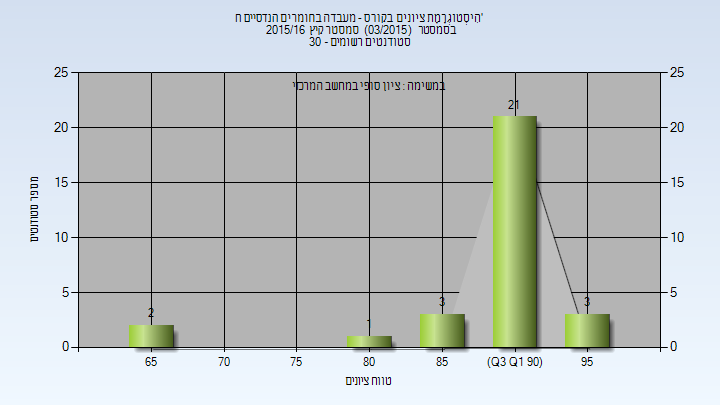 היסטוגרמת ציונים בקורס - מעבדה בחומרים הנדסיים ח'
בסמסטר (03/2015) סמסטר קיץ 2015/16
סטודנטים רשומים - 30
במשימה : ציון סופי במחשב המרכזי
25 25
20 20
15 15
10 10
5 5
0 0
21
2
1
3
3
מספר סטודנטים
65 70 75 80 85 (Q3 Q1 90) 95
טווח ציונים